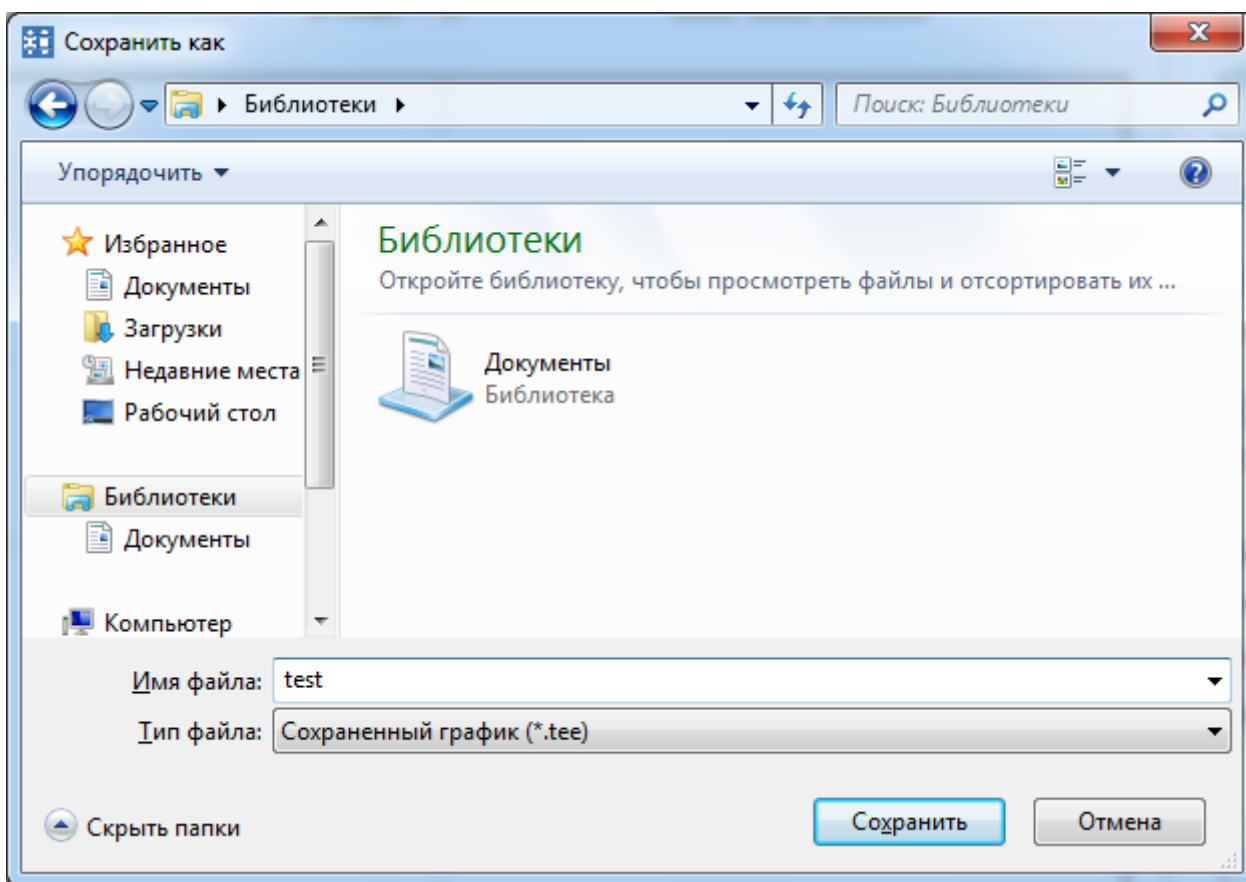 Сохранить как
Библиотеки
Поиск: Библиотеки
Упорядочить
Избранное
Документы
Загрузки
Недавние места
Рабочий стол
Библиотеки
Документы
Компьютер
Библиотеки
Откройте библиотеку, чтобы просмотреть файлы и отсортировать их ...
Документы
Библиотека
Имя файла: test
Тип файла: Сохраненный график (*.tee)
Скрыть папки
Сохранить
Отмена